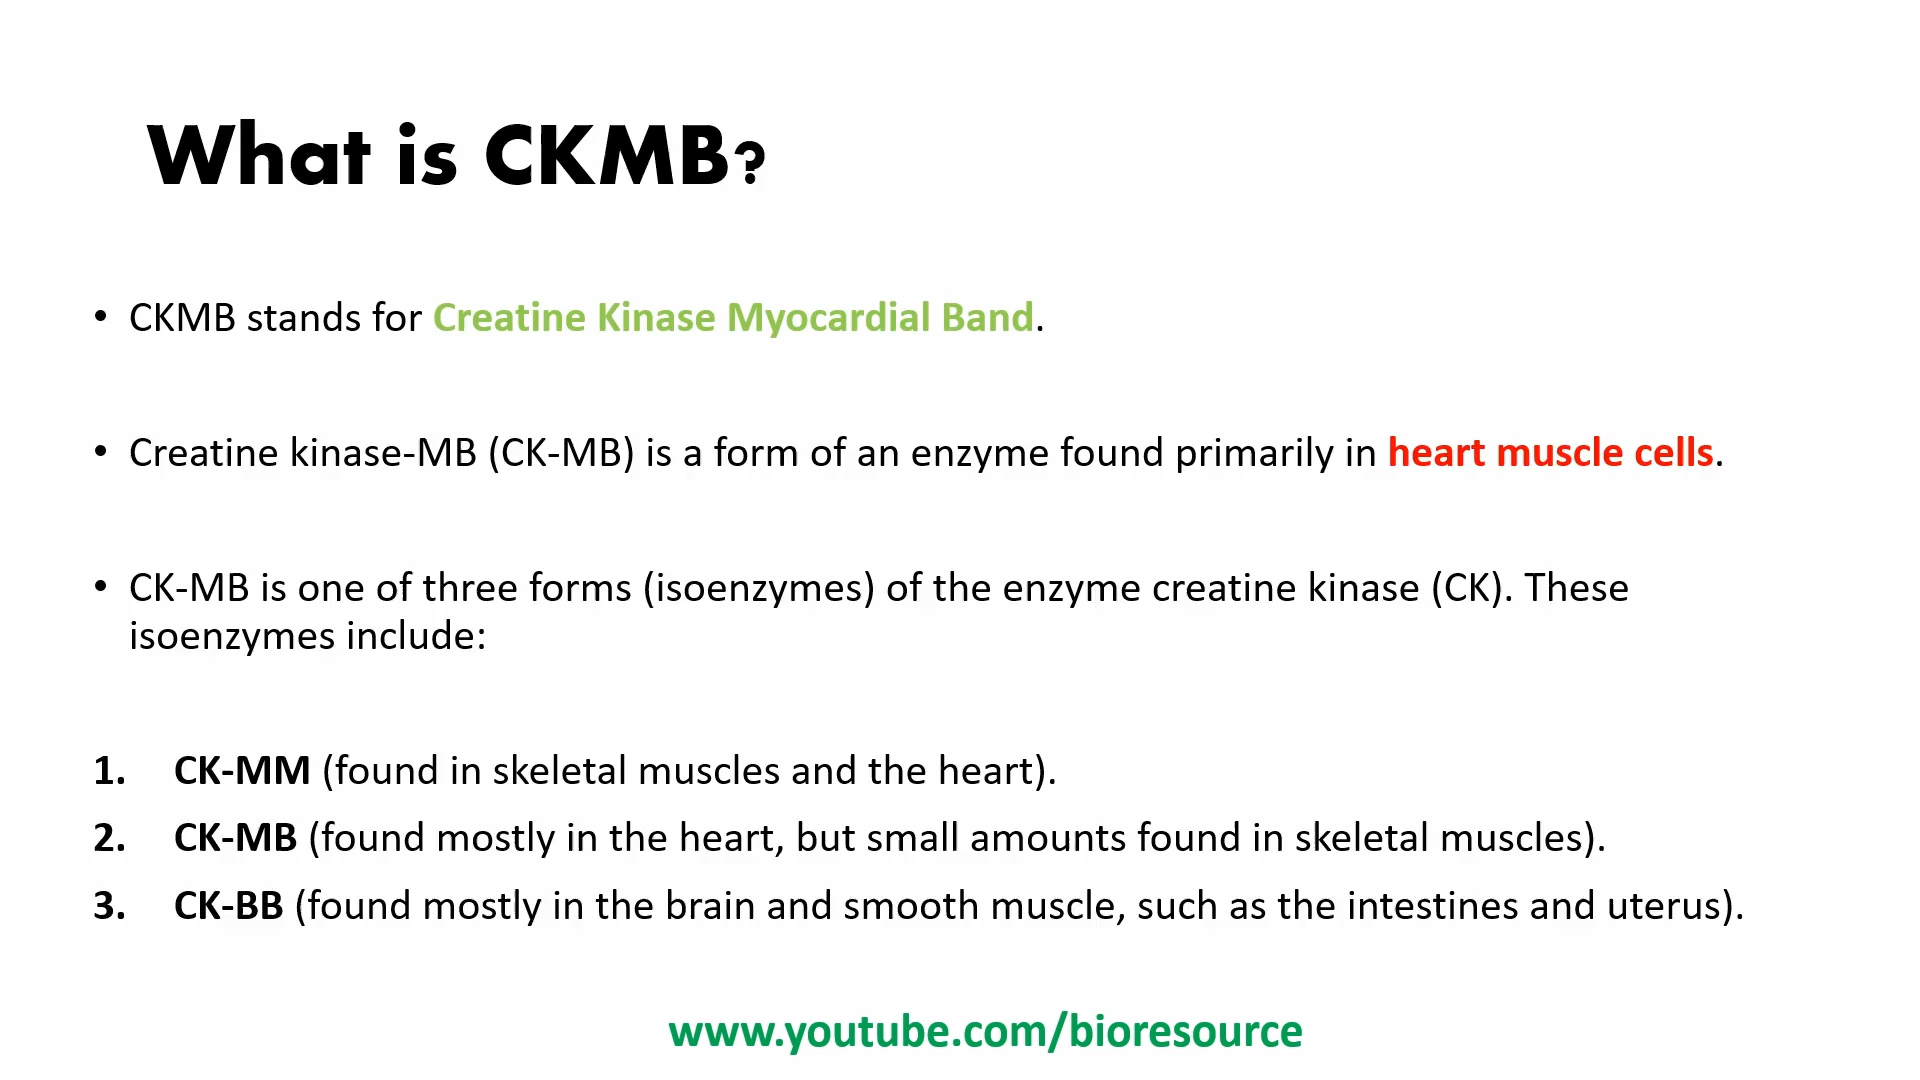 What is CKMB?
• CKMB stands for Creatine Kinase Myocardial Band.
• Creatine kinase-MB (CK-MB) is a form of an enzyme found primarily in heart muscle cells.
• CK-MB is one of three forms (isoenzymes) of the enzyme creatine kinase (CK). These
isoenzymes include:
1. CK-MM (found in skeletal muscles and the heart).
2. CK-MB (found mostly in the heart, but small amounts found in skeletal muscles).
3. CK-BB (found mostly in the brain and smooth muscle, such as the intestines and uterus).
www.youtube.com/bioresource